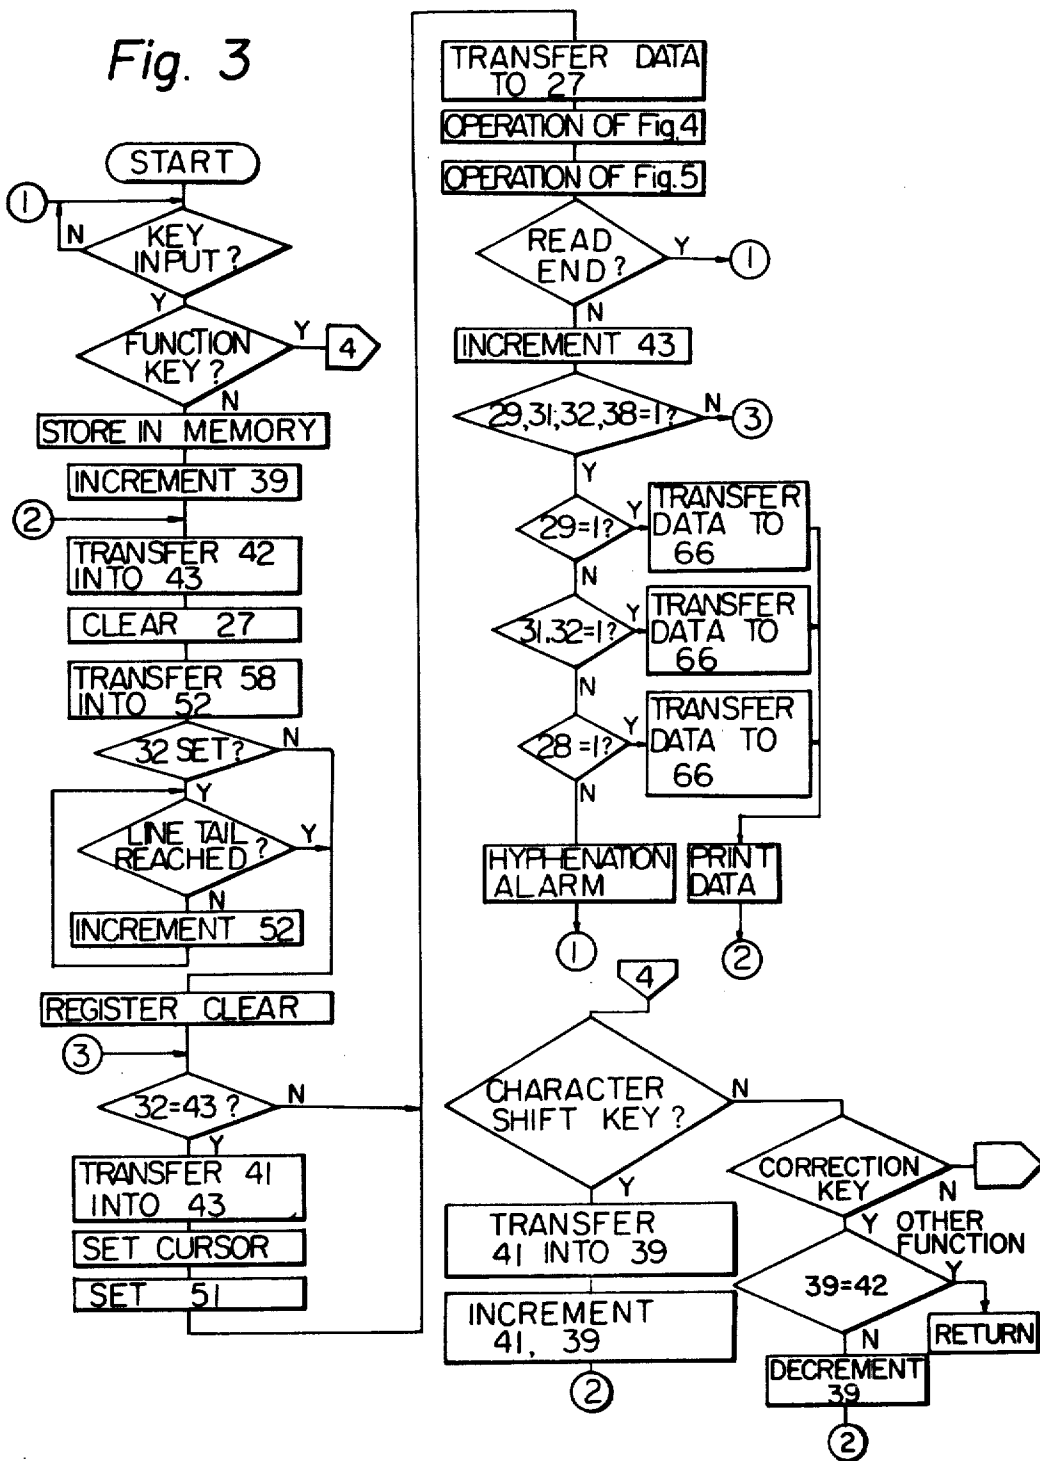 Fig. 3
START
1
KEY
INPUT?
N
Y
FUNCTION
KEY?
Y
4
N
STORE IN MEMORY
INCREMENT 39
2
TRANSFER 42
INTO 43
CLEAR 27
TRANSFER 58
INTO 52
32 SET?
N
Y
LINE TAIL
REACHED?
Y
N
INCREMENT 52
REGISTER CLEAR
3
32=43?
N
Y
TRANSFER 41
INTO 43
SET CURSOR
SET 51
TRANSFER DATA
TO 27
OPERATION OF Fig.4
OPERATION OF Fig.5
READ
END?
Y
1
N
INCREMENT 43
29,31,32,38=1?
N
3
Y
29=1?
Y
TRANSFER
DATA TO
66
N
31.32=1?
Y
TRANSFER
DATA TO
66
N
28=1?
Y
TRANSFER
DATA TO
66
N
HYPHENATION
ALARM
1
PRINT
DATA
2
4
CHARACTER
SHIFT KEY?
N
Y
TRANSFER
41 INTO 39
INCREMENT
41, 39
2
CORRECTION
KEY
N
Y
OTHER
FUNCTION
39=42
Y
RETURN
N
DECREMENT
39
2